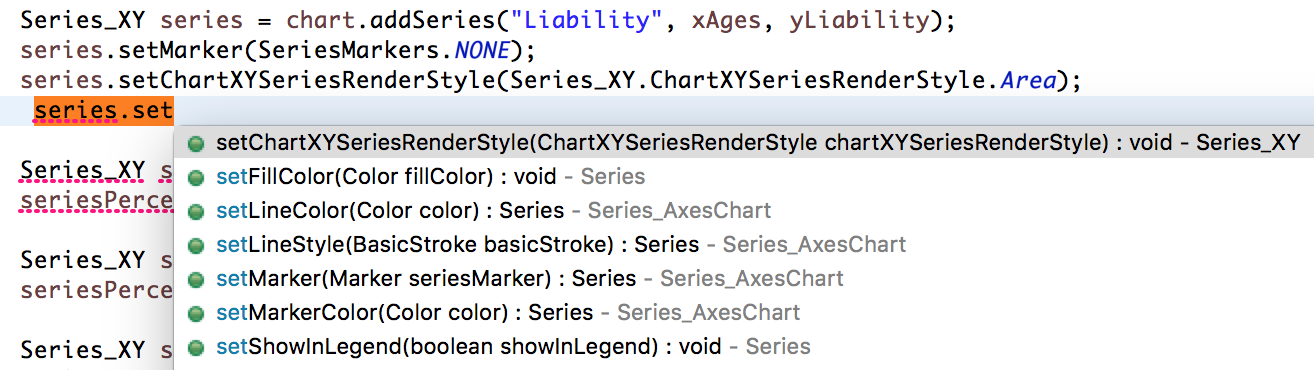 Series_XY series = chart.addSeries("Liability", xAges, yLiability);
series.setMarker(SeriesMarkers.NONE);
series.setChartXYSeriesRenderStyle(Series_XY.ChartXYSeriesRenderStyle.Area);
series.set
setChartXYSeriesRenderStyle(ChartXYSeriesRenderStyle chartXYSeriesRenderStyle) : void - Series_XY
Series_XY s
setFillColor(Color fillColor) : void - Series
seriesPerce
setLineColor(Color color) : Series - Series_AxesChart
setLineStyle(BasicStroke basicStroke) : Series - Series_AxesChart
Series_XY s
setMarker(Marker seriesMarker) : Series - Series_AxesChart
seriesPerce
setMarkerColor(Color color) : Series - Series_AxesChart
Series_XY s
setShowInLegend(boolean showInLegend) : void - Series